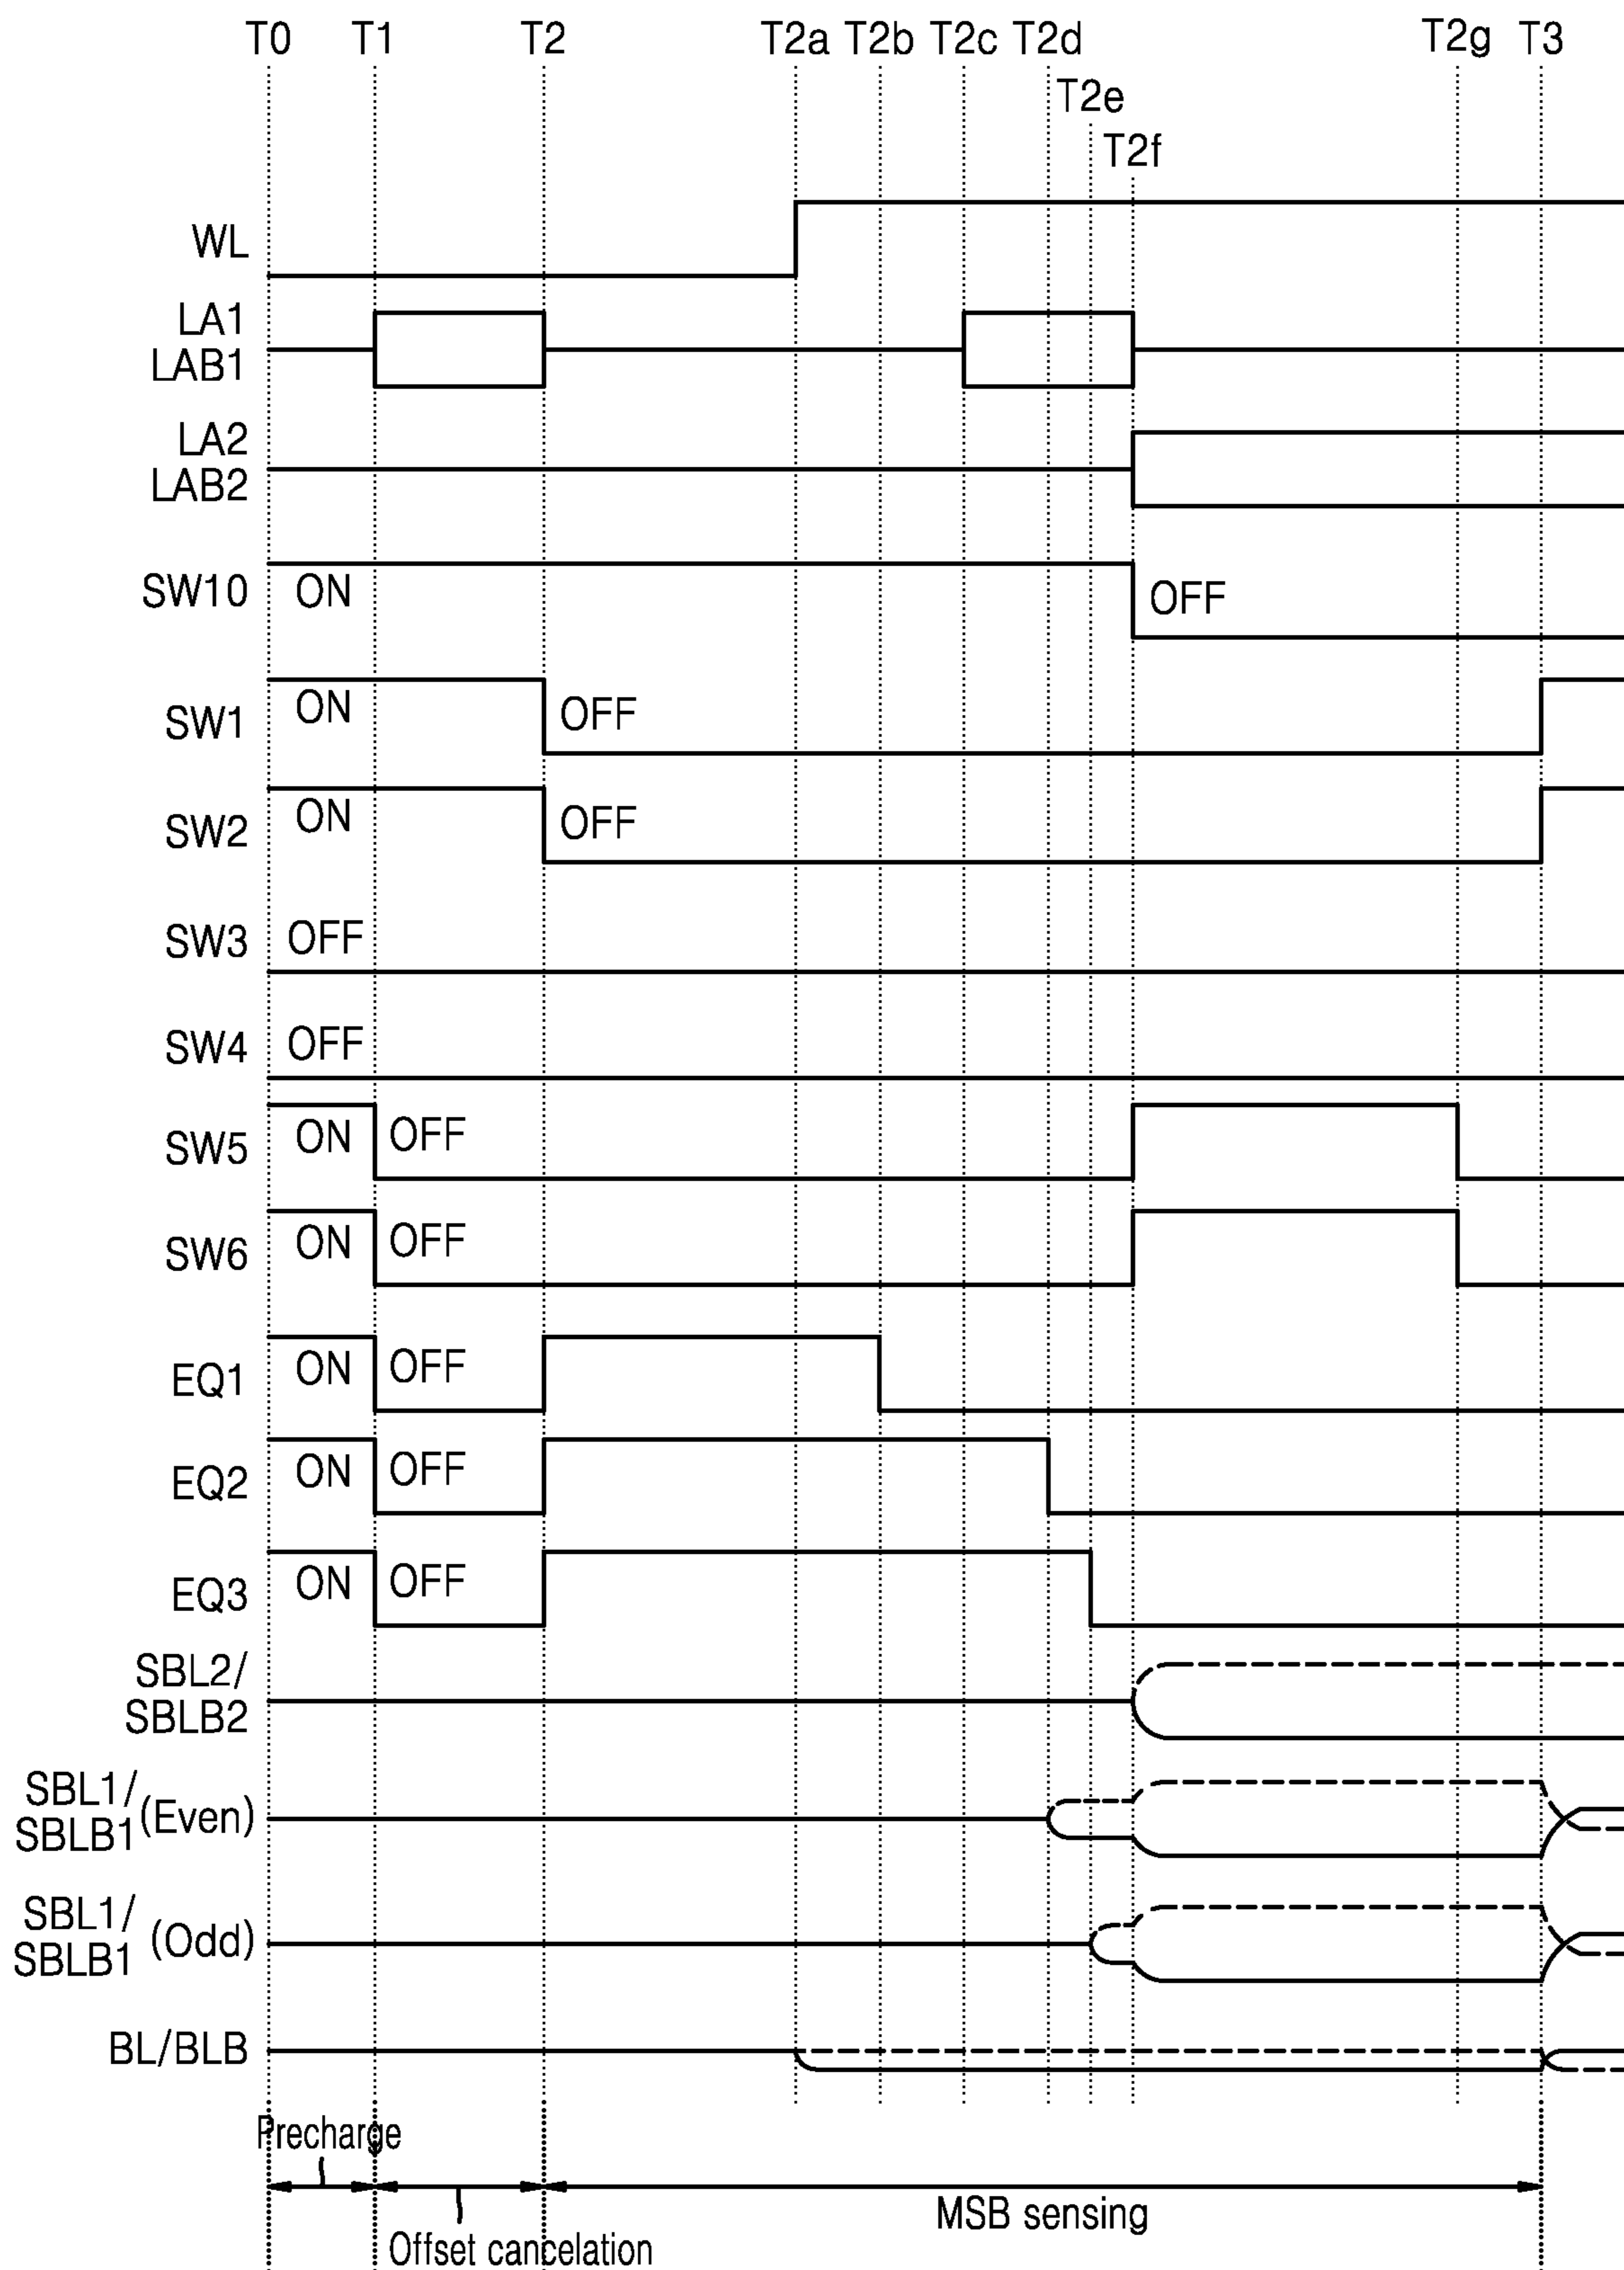 T0 T1 T2 T2a T2b T2c T2d T2g T3
T2e
T2f
WL
LA1
LAB1
LA2
LAB2
SW10 ON OFF
SW1 ON OFF
SW2 ON OFF
SW3 OFF
SW4 OFF
SW5 ON OFF
SW6 ON OFF
EQ1 ON OFF
EQ2 ON OFF
EQ3 ON OFF
SBL2/
SBLB2
SBL1/
SBLB1 (Even)
SBL1/
SBLB1 (Odd)
BL/BLB
Precharge
MSB sensing
Offset cancelation